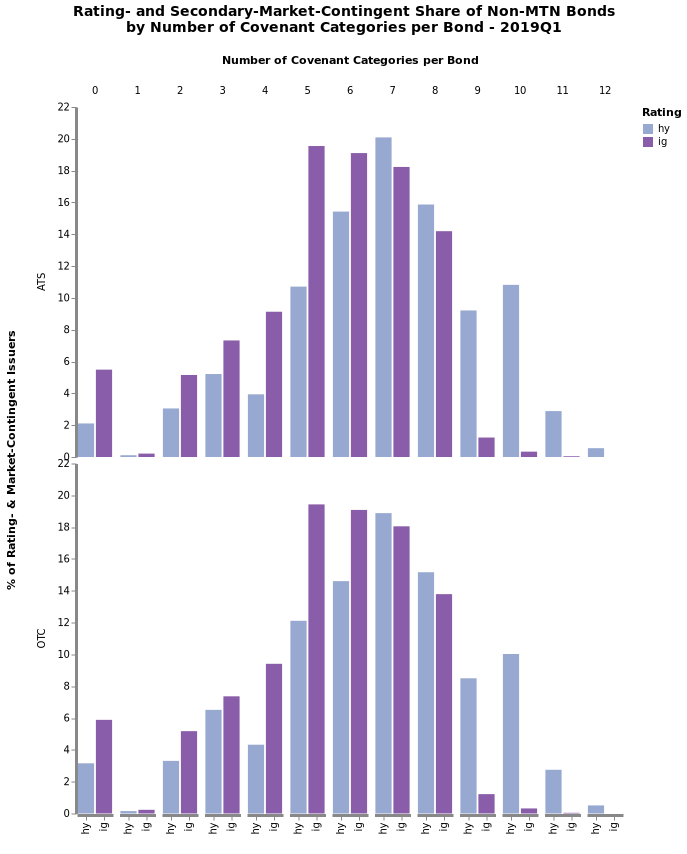 Rating- and Secondary-Market-Contingent Share of Non-MTN Bonds
by Number of Covenant Categories per Bond - 2019Q1
Number of Covenant Categories per Bond
0 1 2 3 4 5 6 7 8 9 10 11 12
Rating
hy
ig
% of Rating- & Market-Contingent Issuers
ATS
22
20
18
16
14
12
10
8
6
4
2
0
OTC
22
20
18
16
14
12
10
8
6
4
2
0
hy ig hy ig hy ig hy ig hy ig hy ig hy ig hy ig hy ig hy ig hy ig hy ig hy ig